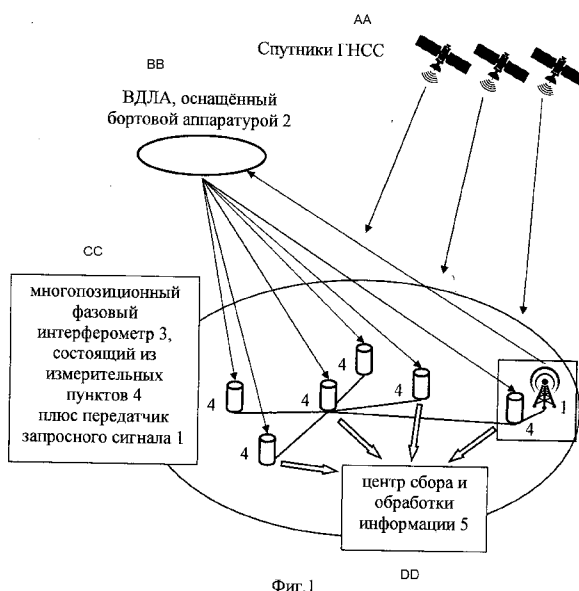 AA
Спутники ГНСС
BB
ВДЛА, оснащённый
бортовой аппаратурой 2
CC
многопозиционный
фазовый
интерферометр 3,
состоящий из
измерительных
пунктов 4
плюс передатчик
запросного сигнала 1
4
4
4
4
4
4
1
центр сбора и
обработки
информации 5
DD
Фиг.1